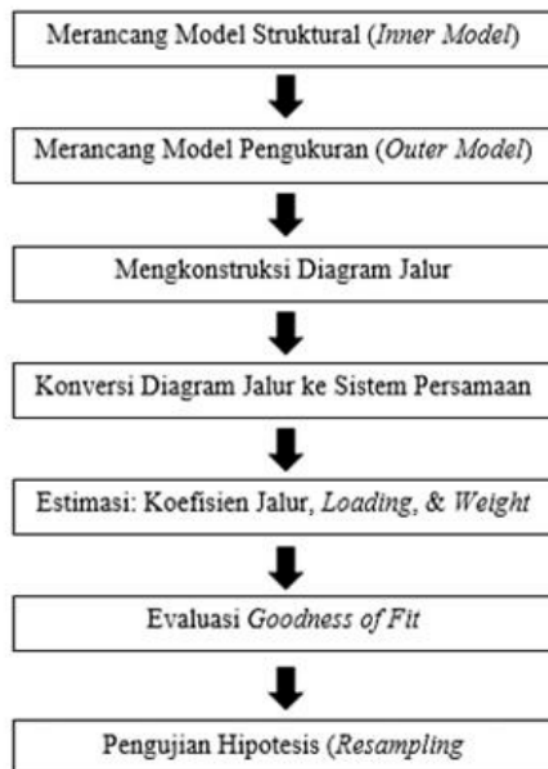 Merancang Model Struktural (Inner Model)
Merancang Model Pengukuran (Outer Model)
Mengkonstruksi Diagram Jalur
Konversi Diagram Jalur ke Sistem Persamaan
Estimasi: Koefisien Jalur, Loading, & Weight
Evaluasi Goodness of Fit
Pengujian Hipotesis (Resampling